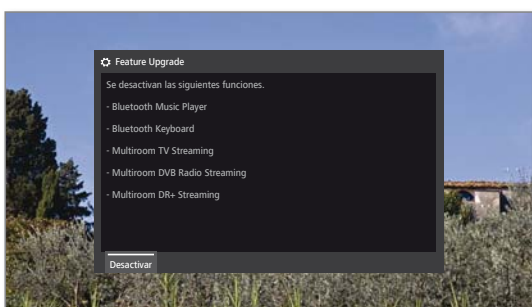 Feature Upgrade
Se desactivan las siguientes funciones.
- Bluetooth Music Player
- Bluetooth Keyboard
- Multiroom TV Streaming
- Multiroom DVB Radio Streaming
- Multiroom DR+ Streaming
Desactivar